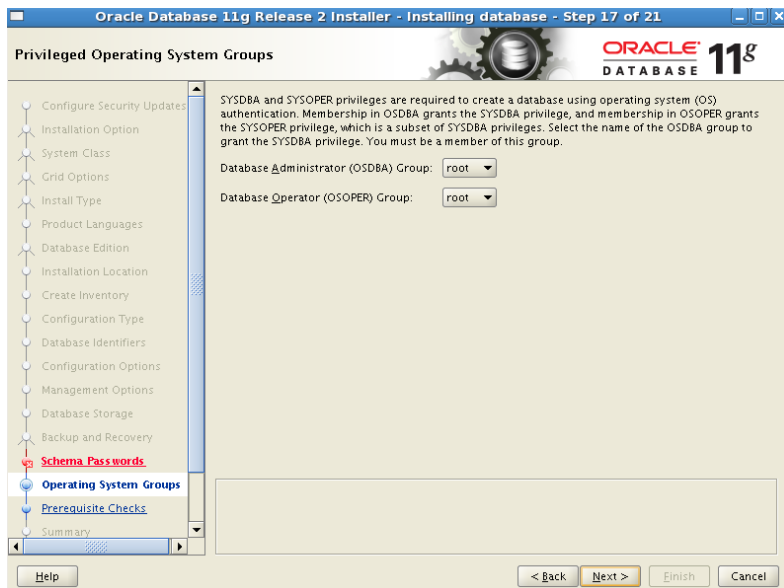 Oracle Database 11g Release 2 Installer - Installing database - Step 17 of 21
Privileged Operating System Groups
ORACLE
DATABASE
11g
Configure Security Updates
Installation Option
System Class
Grid Options
Install Type
Product Languages
Database Edition
Installation Location
Create Inventory
Configuration Type
Database Identifiers
Configuration Options
Management Options
Database Storage
Backup and Recovery
Schema Passwords
Operating System Groups
Prerequisite Checks
Summary
SYSDBA and SYSOPER privileges are required to create a database using operating system (OS)
authentication. Membership in OSDBA grants the SYSDBA privilege, and membership in OSOPER grants
the SYSOPER privilege, which is a subset of SYSDBA privileges. Select the name of the OSDBA group to
grant the SYSDBA privilege. You must be a member of this group.
Database Administrator (OSDBA) Group: root
Database Operator (OSOPER) Group: root
Help
< Back
Next >
Finish
Cancel